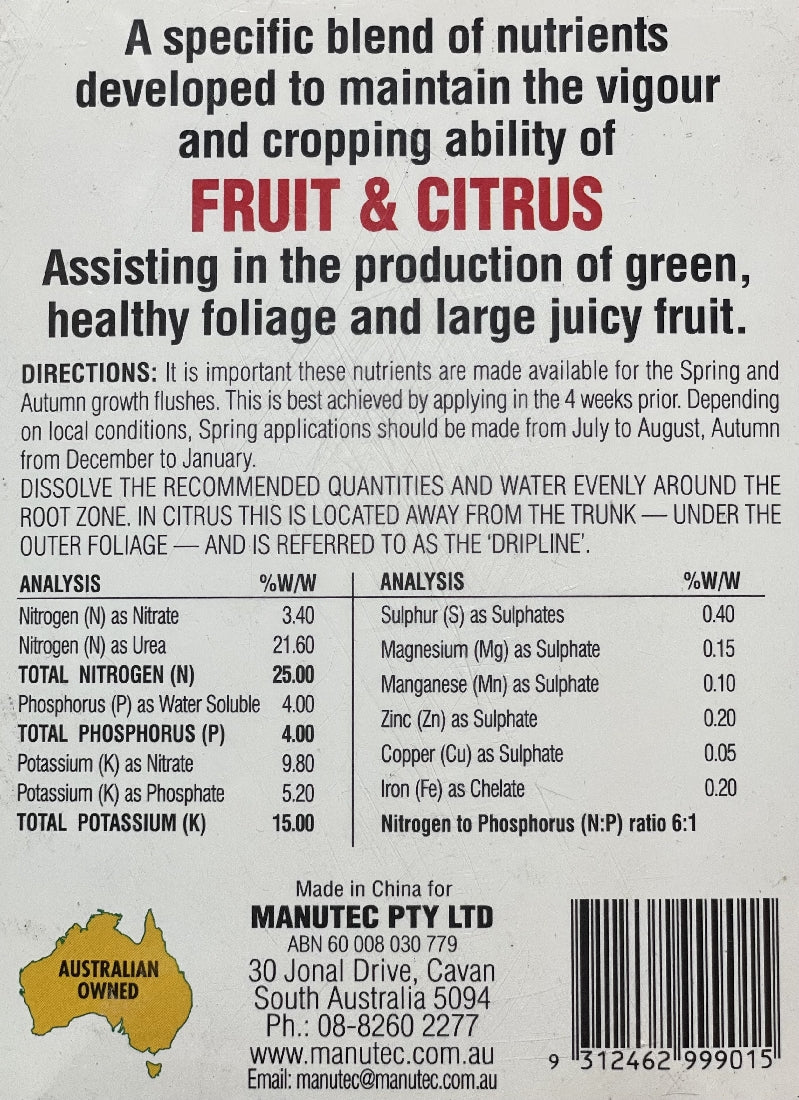 A specific blend of nutrients
developed to maintain the vigour
and cropping ability of
FRUIT & CITRUS
Assisting in the production of green,
healthy foliage and large juicy fruit.
DIRECTIONS: It is important these nutrients are made available for the Spring and
Autumn growth flushes. This is best achieved by applying in the 4 weeks prior. Depending
on local conditions, Spring applications should be made from July to August, Autumn
from December to January.
DISSOLVE THE RECOMMENDED QUANTITIES AND WATER EVENLY AROUND THE
ROOT ZONE. IN CITRUS THIS IS LOCATED AWAY FROM THE TRUNK — UNDER THE
OUTER FOLIAGE — AND IS REFERRED TO AS THE 'DRIPLINE'.
ANALYSIS %W/W
Nitrogen (N) as Nitrate 3.40
Nitrogen (N) as Urea 21.60
TOTAL NITROGEN (N) 25.00
Phosphorus (P) as Water Soluble 4.00
TOTAL PHOSPHORUS (P) 4.00
Potassium (K) as Nitrate 9.80
Potassium (K) as Phosphate 5.20
TOTAL POTASSIUM (K) 15.00
ANALYSIS %W/W
Sulphur (S) as Sulphates 0.40
Magnesium (Mg) as Sulphate 0.15
Manganese (Mn) as Sulphate 0.10
Zinc (Zn) as Sulphate 0.20
Copper (Cu) as Sulphate 0.05
Iron (Fe) as Chelate 0.20
Nitrogen to Phosphorus (N:P) ratio 6:1
AUSTRALIAN
OWNED
Made in China for
MANUTEC PTY LTD
ABN 60 008 030 779
30 Jonal Drive, Cavan
South Australia 5094
Ph.: 08-8260 2277
www.manutec.com.au
Email: manutec@manutec.com.au
9 312462 999015